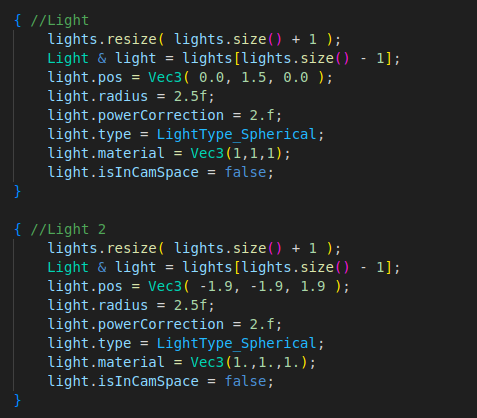 { //Light
    lights.resize( lights.size() + 1 );
    Light & light = lights[lights.size() - 1];
    light.pos = Vec3( 0.0, 1.5, 0.0 );
    light.radius = 2.5f;
    light.powerCorrection = 2.f;
    light.type = LightType_Spherical;
    light.material = Vec3(1,1,1);
    light.isInCamSpace = false;
}

{ //Light 2
    lights.resize( lights.size() + 1 );
    Light & light = lights[lights.size() - 1];
    light.pos = Vec3( -1.9, -1.9, 1.9 );
    light.radius = 2.5f;
    light.powerCorrection = 2.f;
    light.type = LightType_Spherical;
    light.material = Vec3(1.,1.,1.);
    light.isInCamSpace = false;
}